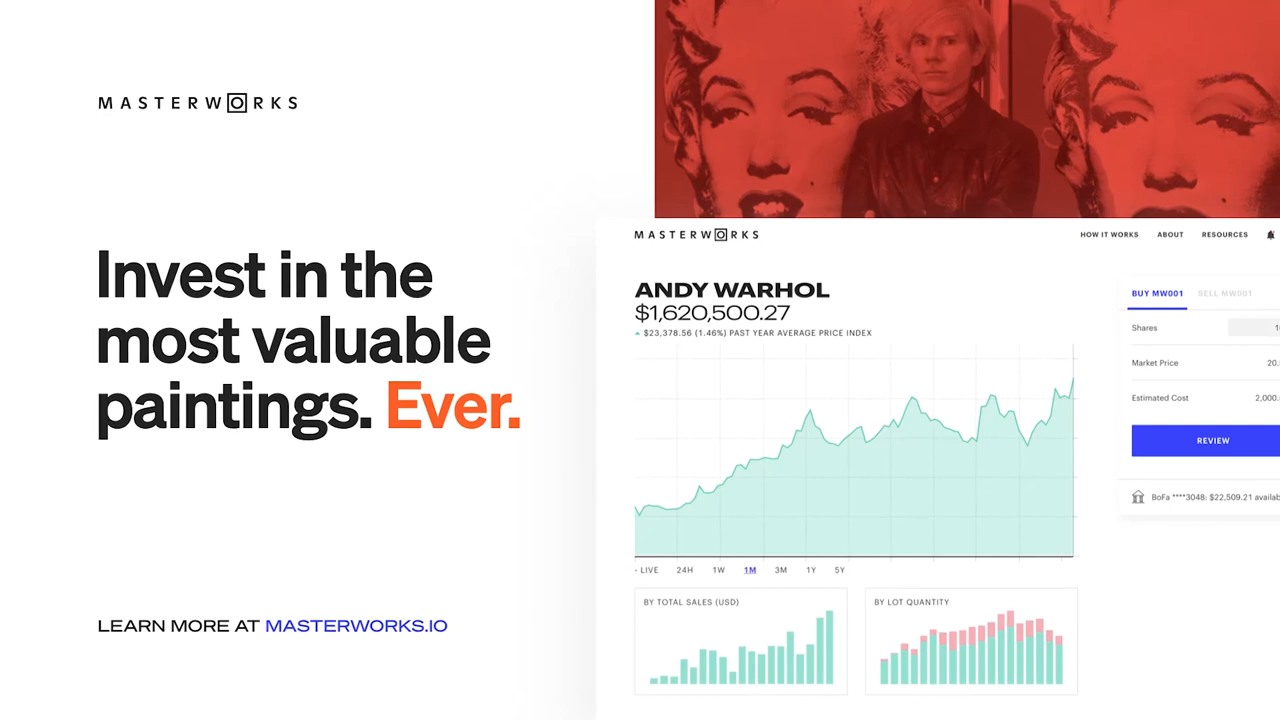 MASTERWORKS
Invest in the
most valuable
paintings. Ever.
LEARN MORE AT MASTERWORKS.IO
MASTERWORKS
HOW IT WORKS ABOUT RESOURCES
ANDY WARHOL
$1,620,500.27
$23,378.56 (1.46%) PAST YEAR AVERAGE PRICE INDEX
LIVE 24H 1W 1M 3M 1Y 5Y
BY TOTAL SALES (USD)
BY LOT QUANTITY
BUY MW001 SELL MW001
Shares
Market Price 20.
Estimated Cost 2,000.
REVIEW
BoFa ****3048: $22,509.21